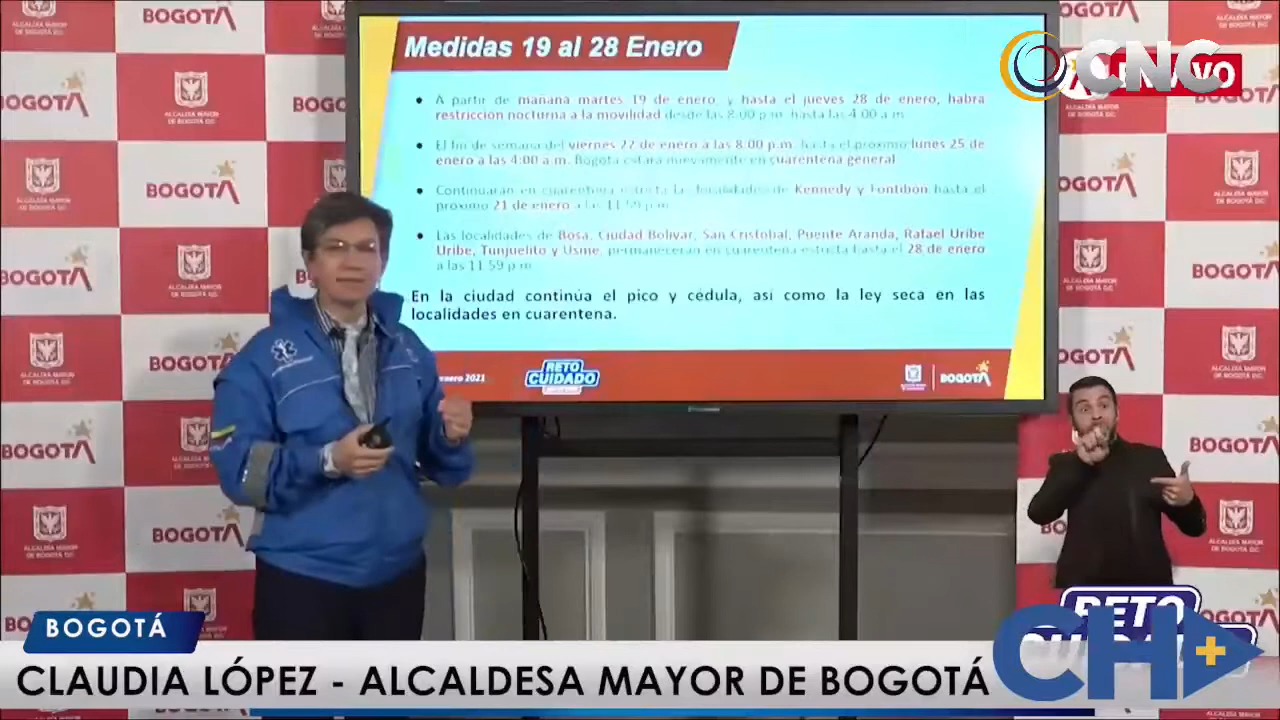 Medidas 19 al 28 Enero
A partir de mañana martes 19 de enero, y hasta el jueves 28 de enero, habrá
restricción nocturna a la movilidad desde las 8:00 p.m. hasta las 4:00 a.m.
El fin de semana del viernes 22 de enero a las 8:00 p.m. hasta el próximo lunes 25 de
enero a las 4:00 a.m. Bogotá estará nuevamente en cuarentena general
Continuarán en cuarentena estricta las localidades de Kennedy y Fontibón hasta el
próximo 21 de enero a las 11:59 p.m.
Las localidades de Bosa, Ciudad Bolívar, San Cristóbal, Puente Aranda, Rafael Uribe
Uribe, Tunjuelito y Usme, permanecerán en cuarentena estricta hasta el 28 de enero
a las 11:59 p.m.
En la ciudad continúa el pico y cédula, así como la ley seca en las
localidades en cuarentena.
enero 2021
RETO
CUIDADO
BOGOTÁ
CNC
BOGOTÁ
ALCALDÍA MAYOR
DE BOGOTÁ D.C.
BOGOTÁ
CLAUDIA LÓPEZ - ALCALDESA MAYOR DE BOGOTÁ
CH+